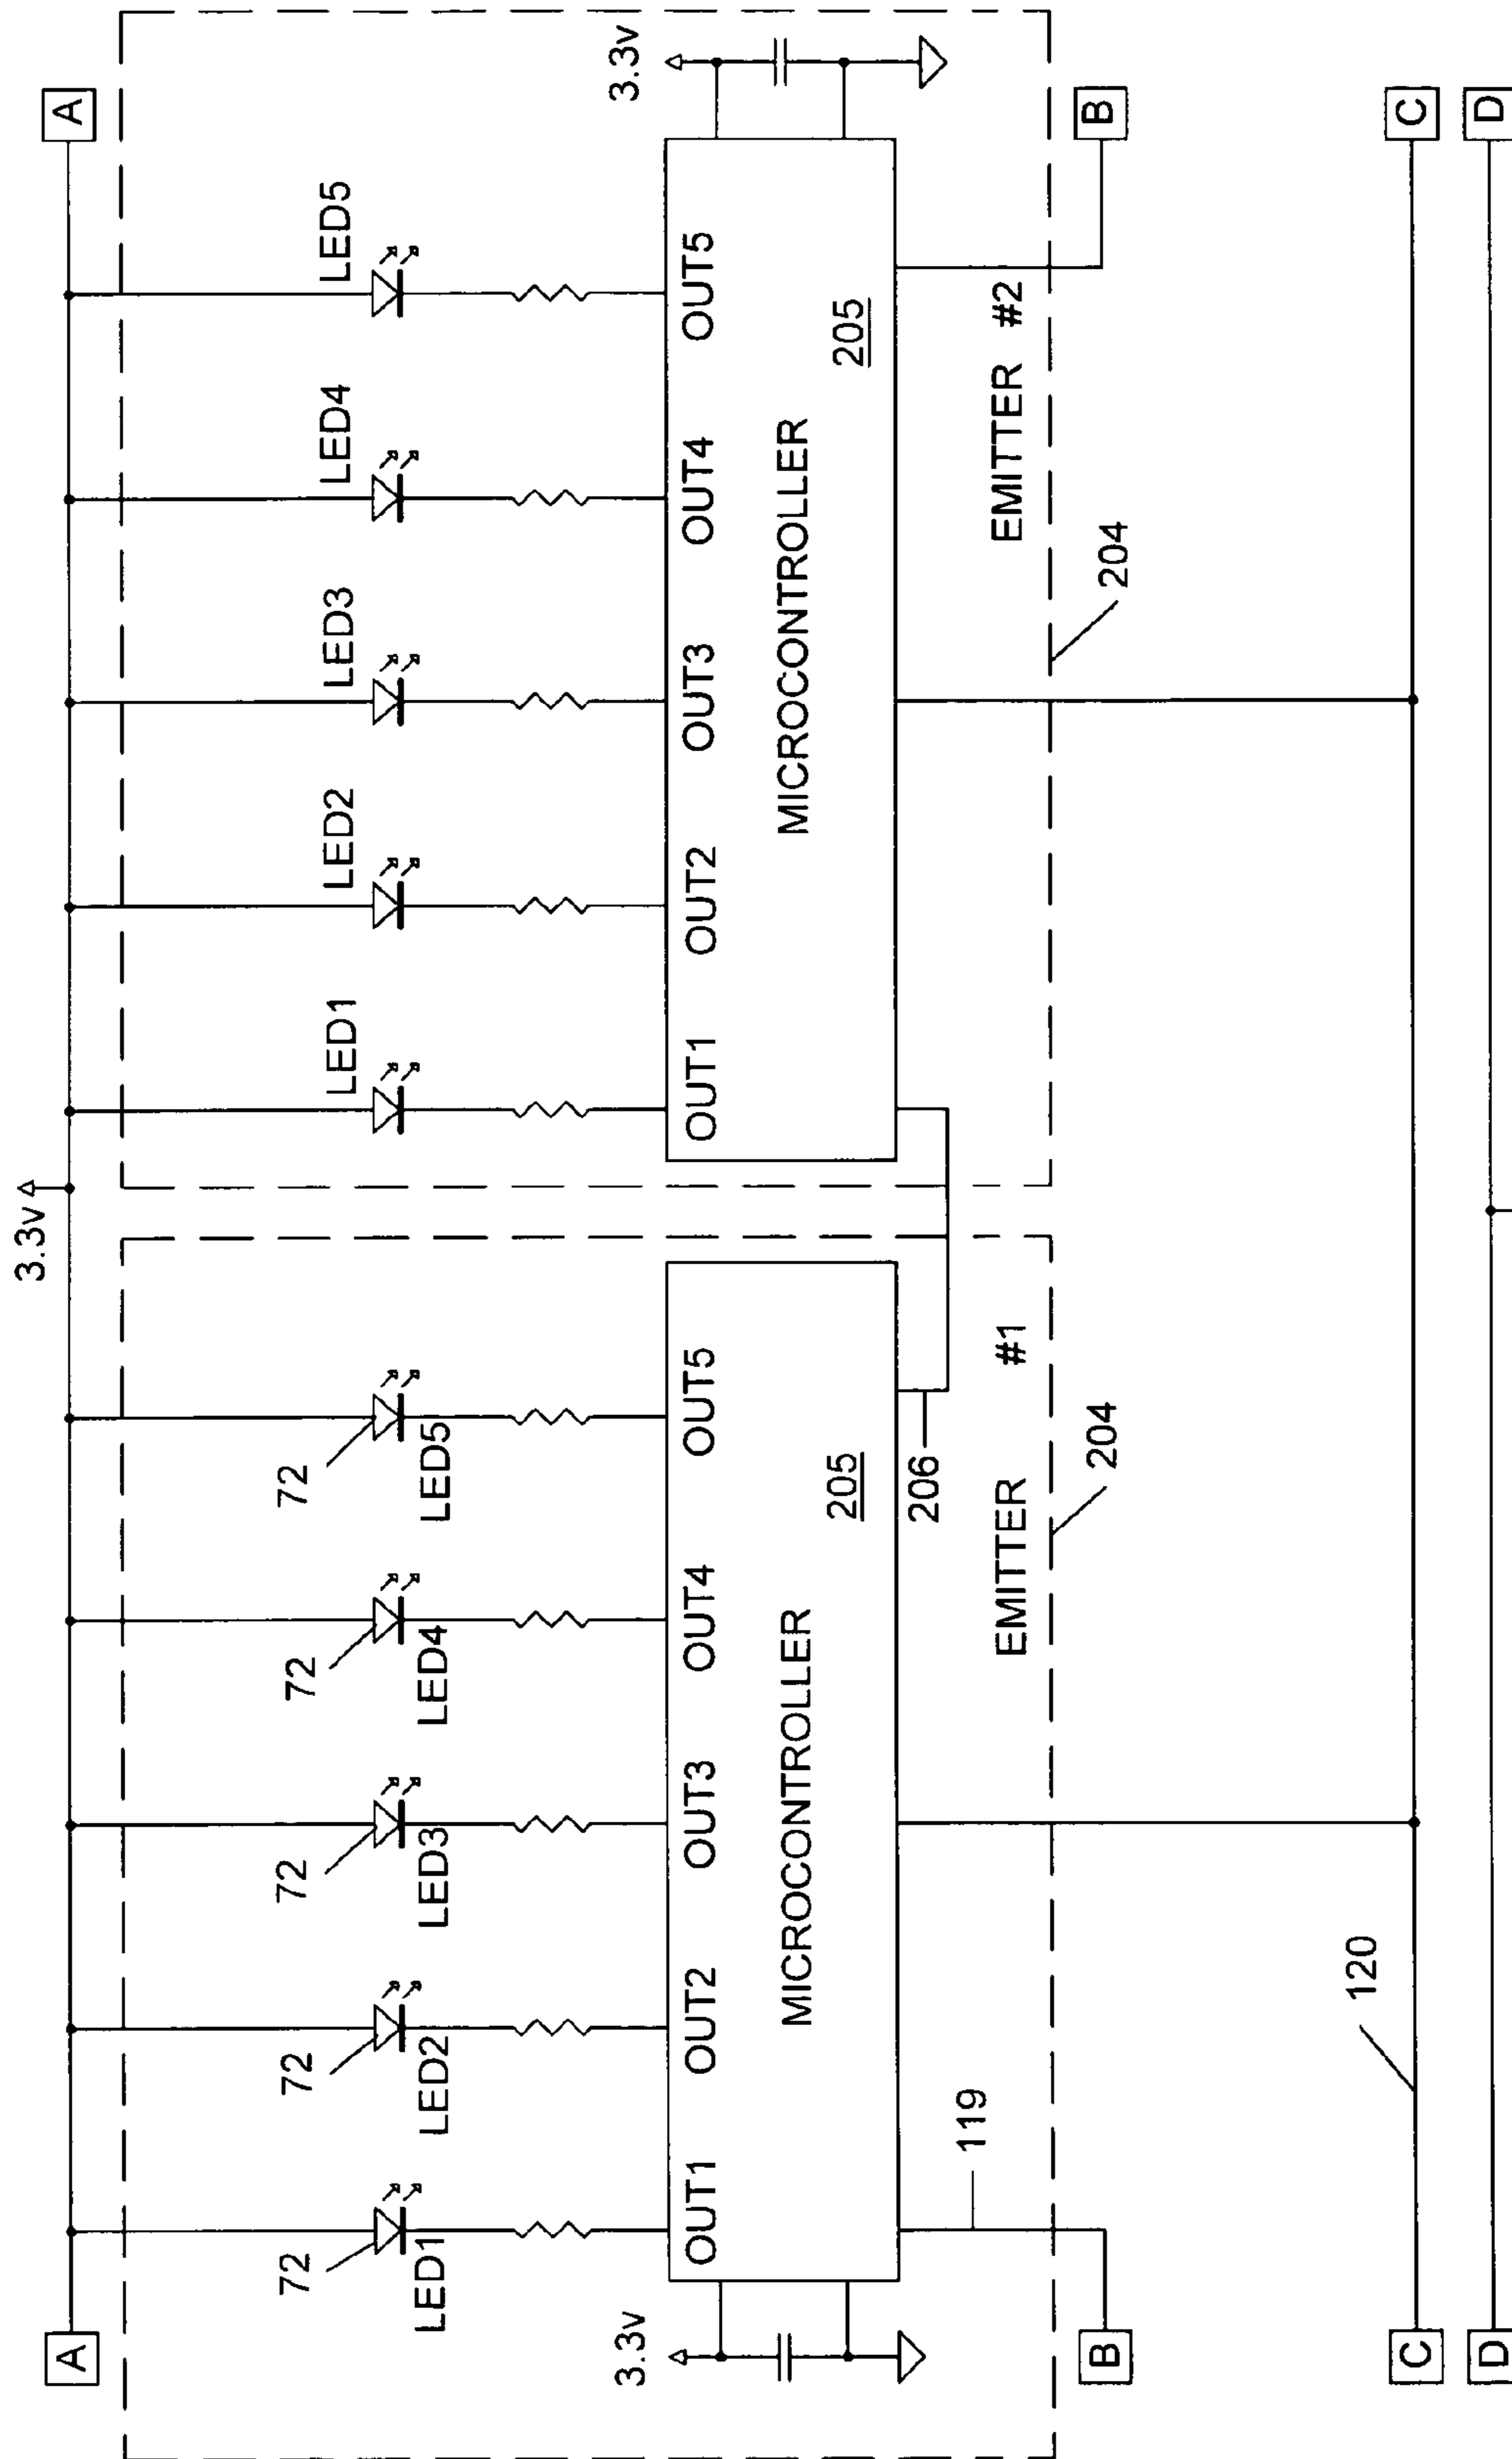 3.3v
A
A
72
72
72
72
72
LED1
LED2
LED3
LED4
LED5
LED1
LED2
LED3
LED4
LED5
3.3v
3.3v
OUT1
OUT2
OUT3
OUT4
OUT5
OUT1
OUT2
OUT3
OUT4
OUT5
MICROCONTROLLER
205
MICROCONTROLLER
205
119
206
EMITTER #1
EMITTER #2
B
204
204
B
120
C
C
D
D